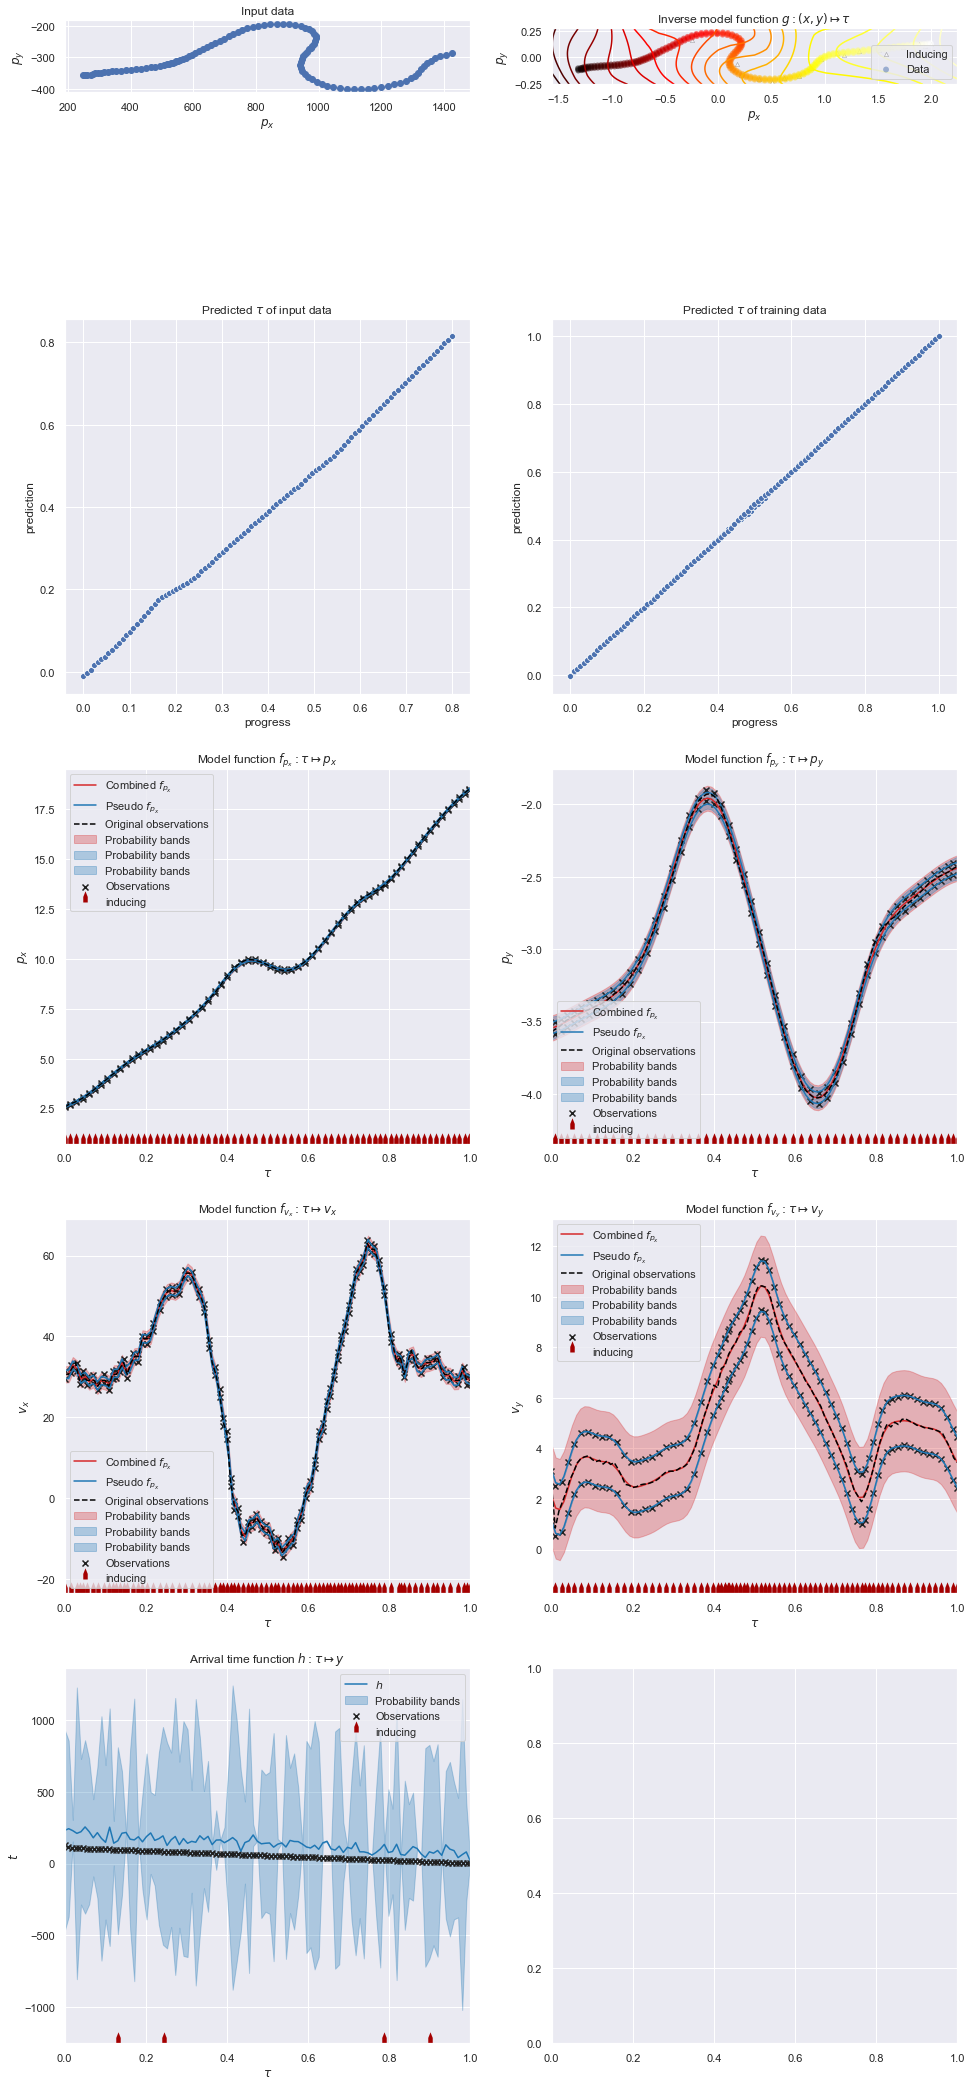 Input data
−200
−300
−400
p_y
200 400 600 800 1000 1200 1400
p_x
Inverse model function g : (x, y) ↦ τ
0.25
0.00
−0.25
p_y
Inducing
Data
−1.5 −1.0 −0.5 0.0 0.5 1.0 1.5 2.0
p_x
Predicted τ of input data
0.8
0.6
0.4
0.2
0.0
prediction
0.0 0.1 0.2 0.3 0.4 0.5 0.6 0.7 0.8
progress
Predicted τ of training data
1.0
0.8
0.6
0.4
0.2
0.0
prediction
0.0 0.2 0.4 0.6 0.8 1.0
progress
Model function f_{p_x} : τ ↦ p_x
Combined f_{p_x}
Pseudo f_{p_x}
Original observations
Probability bands
Probability bands
Probability bands
Observations
inducing
17.5
15.0
12.5
10.0
7.5
5.0
2.5
p_x
0.0 0.2 0.4 0.6 0.8 1.0
τ
Model function f_{p_y} : τ ↦ p_y
−2.0
−2.5
−3.0
−3.5
−4.0
p_y
Combined f_{p_x}
Pseudo f_{p_x}
Original observations
Probability bands
Probability bands
Probability bands
Observations
inducing
0.0 0.2 0.4 0.6 0.8 1.0
τ
Model function f_{v_x} : τ ↦ v_x
60
40
20
0
−20
v_x
Combined f_{p_x}
Pseudo f_{p_x}
Original observations
Probability bands
Probability bands
Probability bands
Observations
inducing
0.0 0.2 0.4 0.6 0.8 1.0
τ
Model function f_{v_y} : τ ↦ v_y
Combined f_{p_x}
Pseudo f_{p_x}
Original observations
Probability bands
Probability bands
Probability bands
Observations
inducing
12
10
8
6
4
2
0
v_y
0.0 0.2 0.4 0.6 0.8 1.0
τ
Arrival time function h : τ ↦ y
h
Probability bands
Observations
inducing
1000
500
0
−500
−1000
t
0.0 0.2 0.4 0.6 0.8 1.0
τ
1.0
0.8
0.6
0.4
0.2
0.0
0.0 0.2 0.4 0.6 0.8 1.0